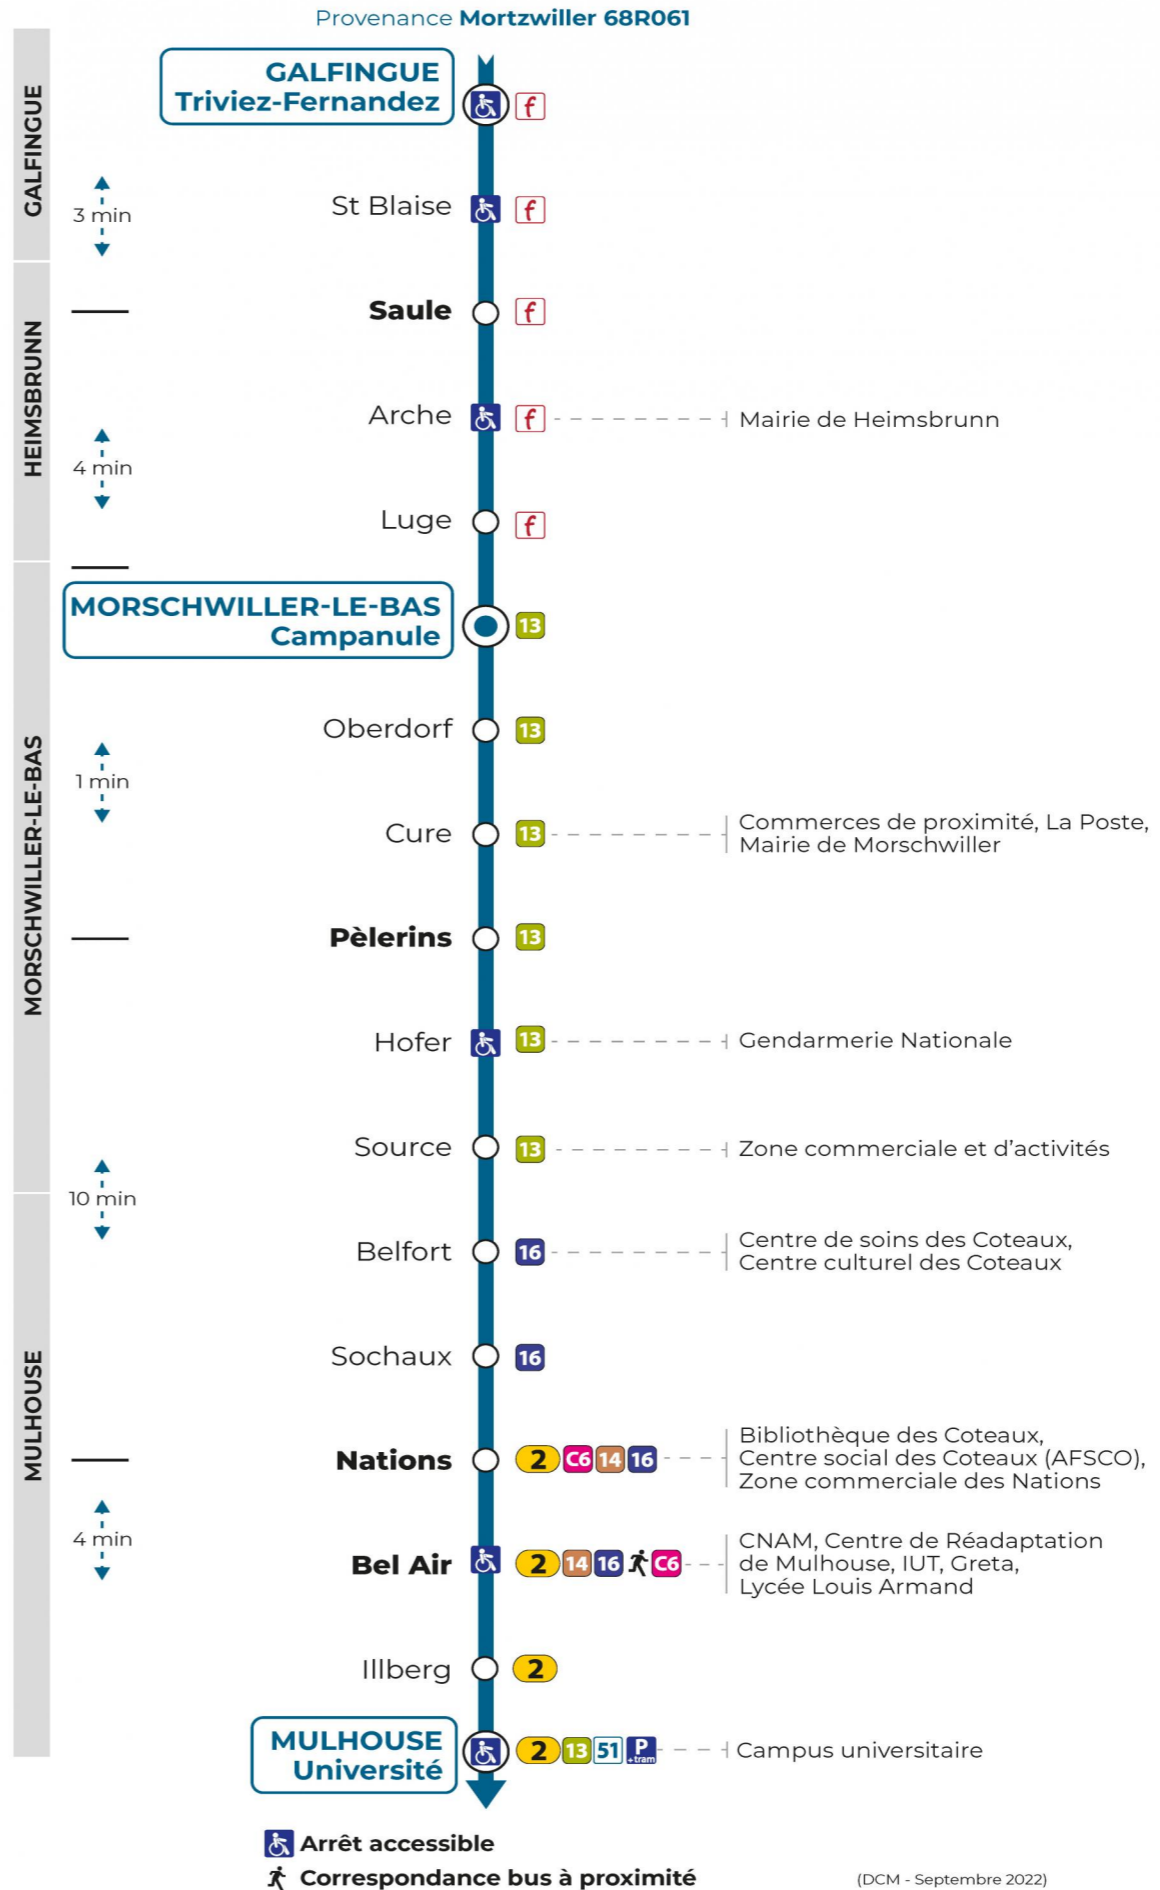 Provenance Mortzwiller 68R061
GALFINGUE
GALFINGUE
Triviez-Fernandez
f
3 min
St Blaise
f
HEIMSBRUNN
Saule
f
Arche
f
Mairie de Heimsbrunn
4 min
Luge
f
MORSCHWILLER-LE-BAS
MORSCHWILLER-LE-BAS
Campanule
13
Oberdorf
13
1 min
Cure
13
Commerces de proximité, La Poste,
Mairie de Morschwiller
Pèlerins
13
Hofer
13
Gendarmerie Nationale
Source
13
Zone commerciale et d'activités
10 min
MULHOUSE
Belfort
16
Centre de soins des Coteaux,
Centre culturel des Coteaux
Sochaux
16
Nations
2 C6 14 16
Bibliothèque des Coteaux,
Centre social des Coteaux (AFSCO),
Zone commerciale des Nations
4 min
Bel Air
2 14 16 C6
CNAM, Centre de Réadaptation
de Mulhouse, IUT, Greta,
Lycée Louis Armand
Illberg
2
MULHOUSE
Université
2 13 51 P +tram
Campus universitaire
Arrêt accessible
Correspondance bus à proximité
(DCM - Septembre 2022)